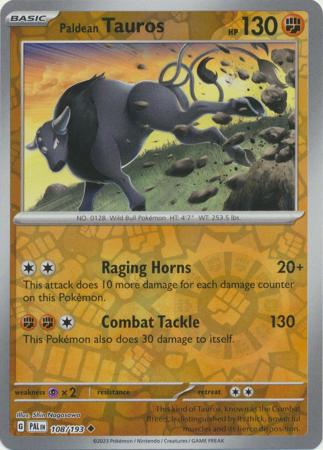 BASIC
Paldean Tauros HP 130
NO. 0128 Wild Bull Pokémon HT: 4'7" WT: 253.5 lbs.
Raging Horns 20+
This attack does 10 more damage for each damage counter
on this Pokémon.
Combat Tackle 130
This Pokémon also does 30 damage to itself.
weakness ×2 resistance retreat
Illus. Shin Nagasawa
This kind of Tauros, known as the Combat
muscles and its fierce disposition.
G PAL EN 108/193
©2023 Pokémon / Nintendo / Creatures / GAME FREAK